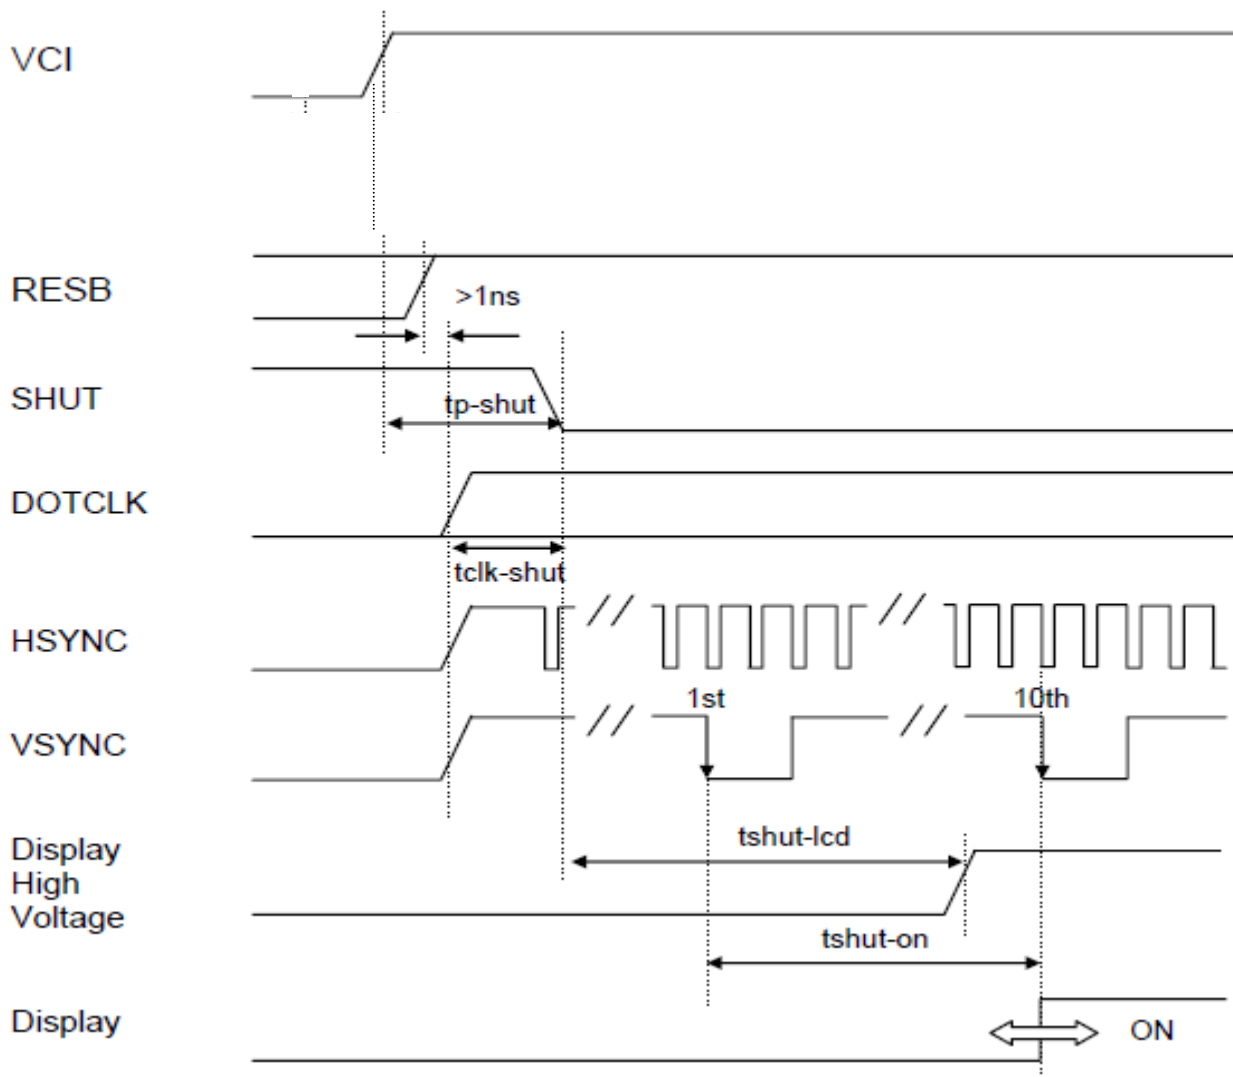 VCI
RESB
>1ns
SHUT
tp-shut
DOTCLK
tclk-shut
HSYNC
1st
10th
VSYNC
Display
High
Voltage
tshut-lcd
tshut-on
Display
ON